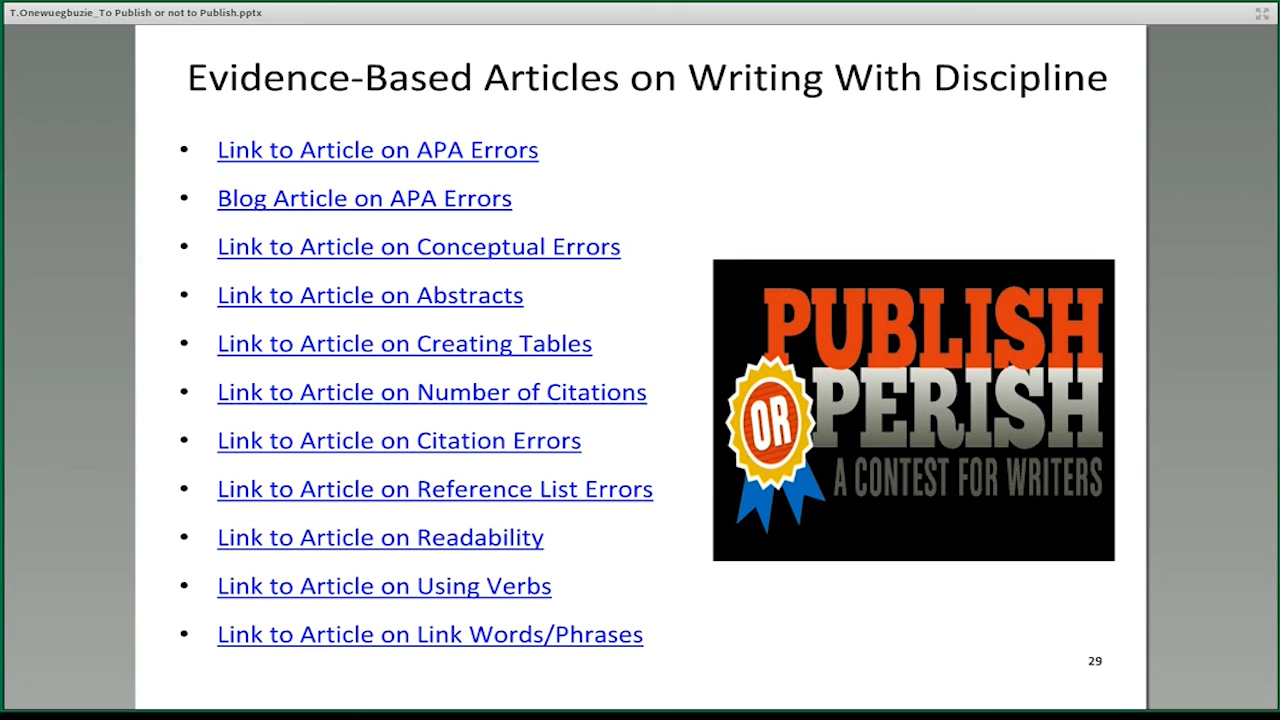 T.Onewuegbuzie_To Publish or not to Publish.pptx
Evidence-Based Articles on Writing With Discipline
• Link to Article on APA Errors
• Blog Article on APA Errors
• Link to Article on Conceptual Errors
• Link to Article on Abstracts
• Link to Article on Creating Tables
• Link to Article on Number of Citations
• Link to Article on Citation Errors
• Link to Article on Reference List Errors
• Link to Article on Readability
• Link to Article on Using Verbs
• Link to Article on Link Words/Phrases
PUBLISH
OR PERISH
A CONTEST FOR WRITERS
29